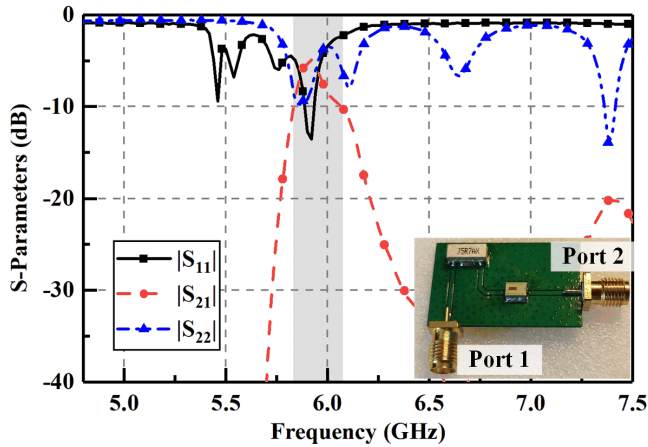 0
-10
-20
-30
-40
S-Parameters (dB)
|S₁₁|
|S₂₁|
|S₂₂|
Port 2
Port 1
5.0 5.5 6.0 6.5 7.0 7.5
Frequency (GHz)